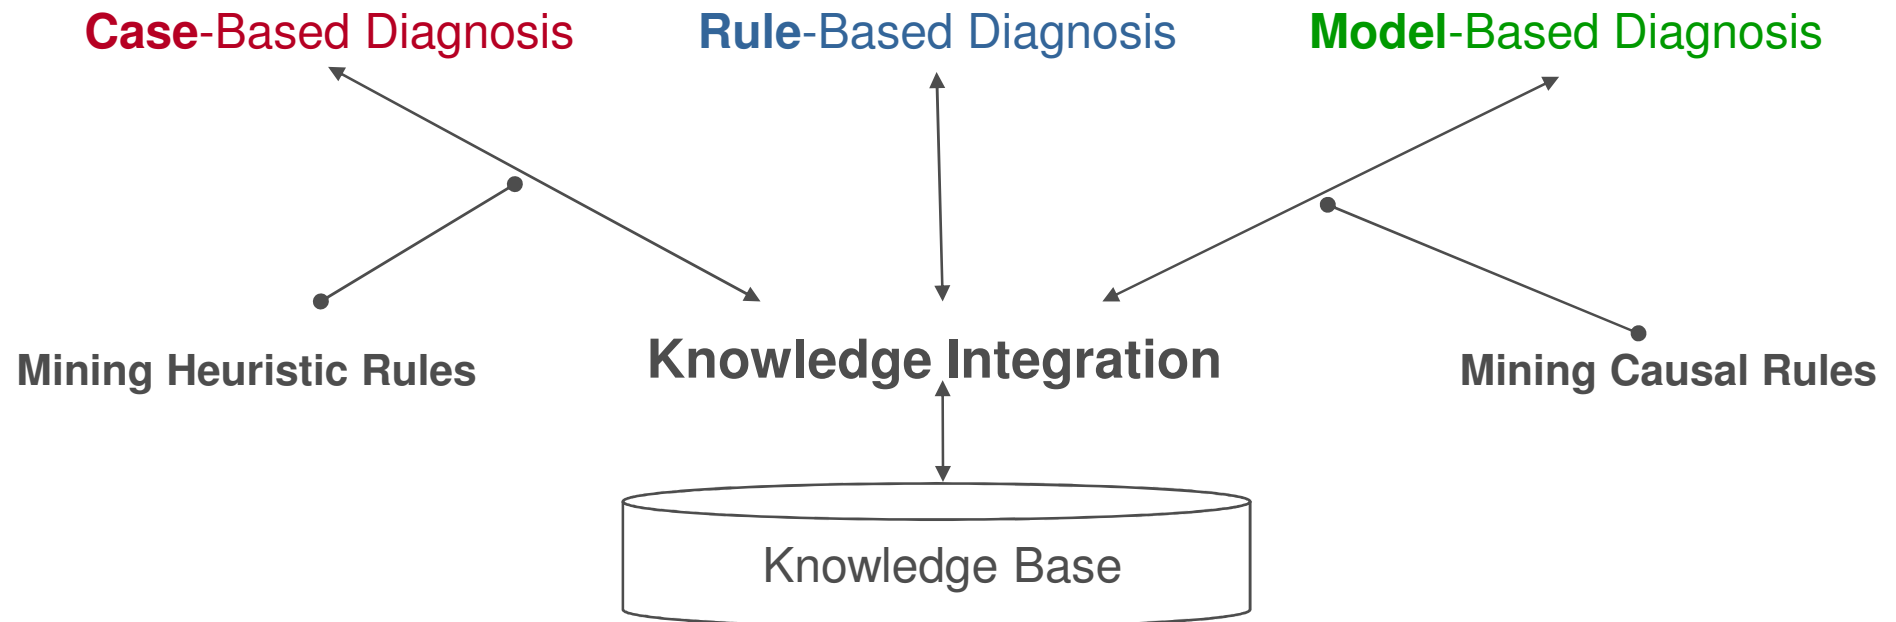 Case-Based Diagnosis
Rule-Based Diagnosis
Model-Based Diagnosis
Mining Heuristic Rules
Knowledge Integration
Mining Causal Rules
Knowledge Base